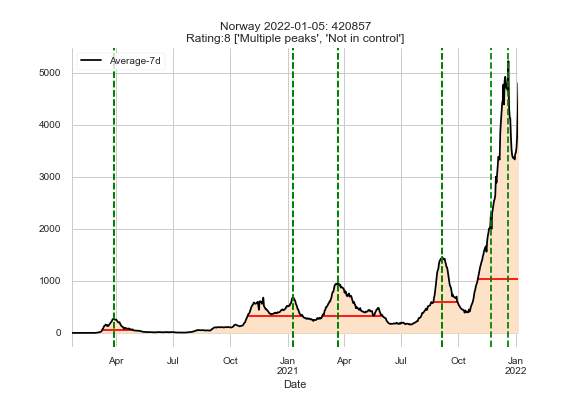 Norway 2022-01-05: 420857
Rating:8 ['Multiple peaks', 'Not in control']
Average-7d
5000
4000
3000
2000
1000
0
Apr Jul Oct Jan Apr Jul Oct Jan
2021 2022
Date